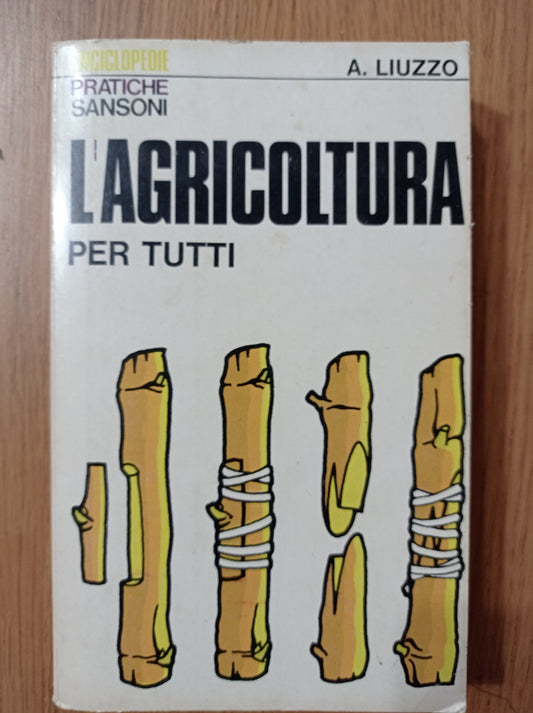 ENCICLOPEDIE
PRATICHE
SANSONI
A. LIUZZO
L'AGRICOLTURA
PER TUTTI